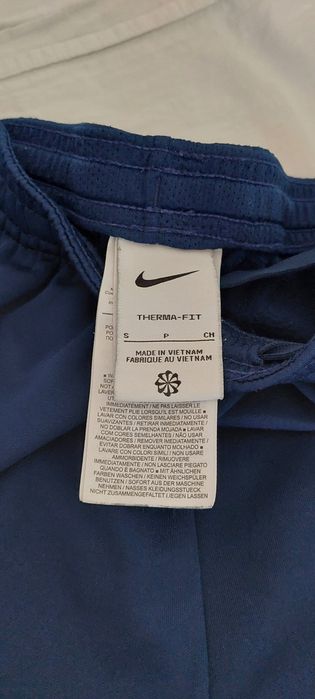 THERMA-FIT
S P CH
MADE IN VIETNAM
FABRIQUE AU VIETNAM
IMMEDIATEMENT / NE PAS LAISSER LE
VETEMENT PLIE LORSQU'IL EST MOUILLE ■
LAVAR CON COLORES SIMILARES / NO USAR
SUAVIZANTES / RETIRAR INMEDIATAMENTE /
NO DOBLAR LA PRENDA MOJADA ■ LAVAR
COM CORES SEMELHANTES / NÃO USAR
AMACIADORES / REMOVER IMEDIATAMENTE /
EVITAR DOBRAR ENQUANTO MOLHADO ■
LAVARE CON COLORI SIMILI / NON USARE
AMMORBIDENTE / RIMUOVERE
IMMEDIATAMENTE / NON LASCIARE PIEGATO
QUANDO È BAGNATO ■ MIT ÄHNLICHEN
FARBEN WASCHEN / KEINEN WEICHSPÜLER
BENUTZEN / SOFORT AUS DER MASCHINE
NEHMEN / NASSES KLEIDUNGSSTUECK
NICHT ZUSAMMENGEFALTET LIEGEN LASSEN